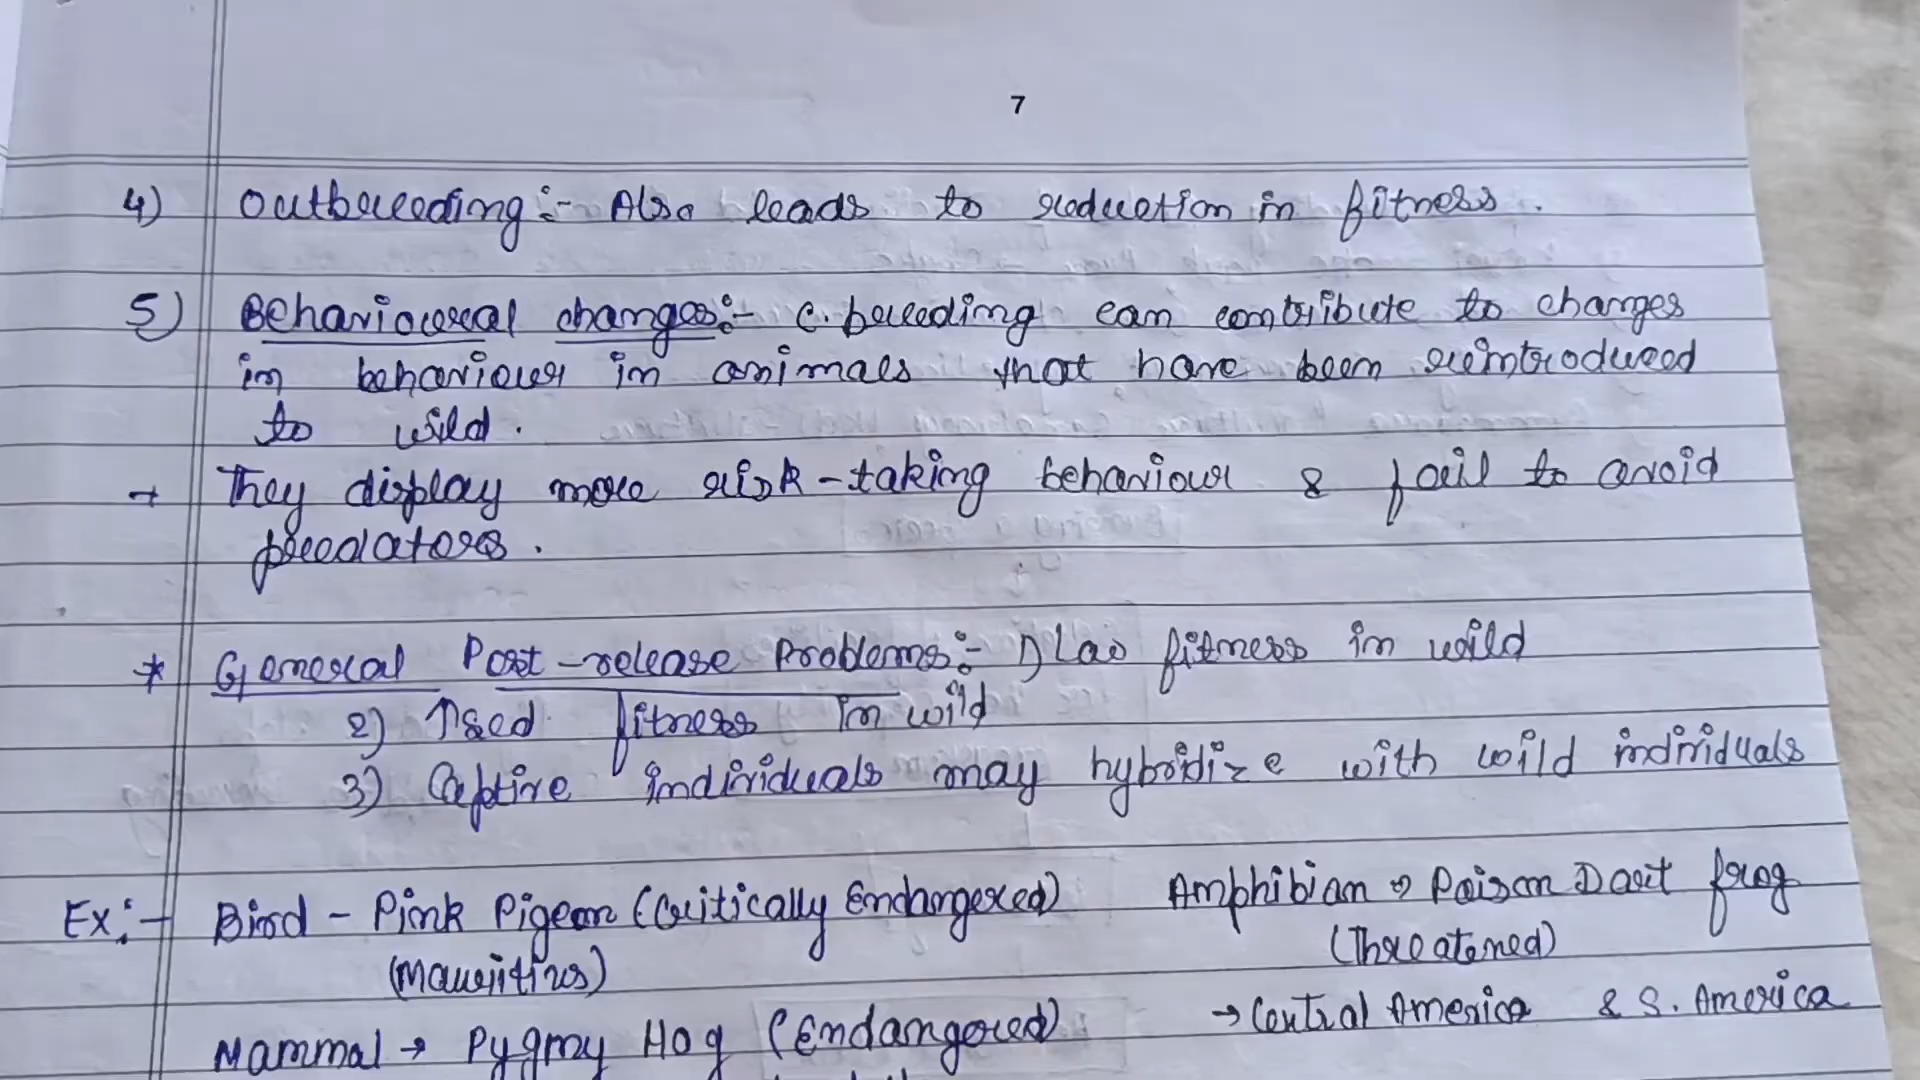 7
4) Outbreeding:- Also leads to reduction in fitness.
5) Behavioural changes:- C. breeding can contribute to changes
in behaviour in animals that have been reintroduced
to wild.
→ They display more risk-taking behaviour & fail to avoid
predators.
* General Post-release Problems:- 1) Low fitness in wild
2) fitness in wild
3) Captive individuals may hybridize with wild individuals
Ex:- Bird - Pink Pigeon (Critically Endangered) Amphibian → Poison Dart frog
(Mauritius) (Threatened)
Mammal → Pygmy Hog (Endangered) → Central America & S. America